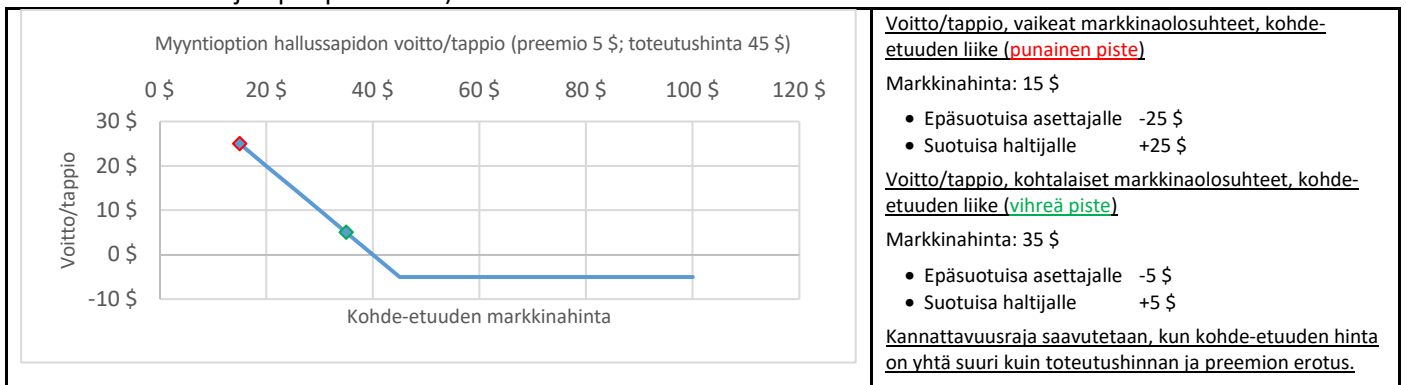 Myyntioption hallussapidon voitto/tappio (preemio 5 $; toteutushinta 45 $)
0 $ 20 $ 40 $ 60 $ 80 $ 100 $ 120 $
30 $
20 $
10 $
0 $
-10 $
Voitto/tappio
Kohde-etuuden markkinahinta
Voitto/tappio, vaikeat markkinaolosuhteet, kohde-
etuuden liike (punainen piste)
Markkinahinta: 15 $
• Epäsuotuisa asettajalle -25 $
• Suotuisa haltijalle +25 $
Voitto/tappio, kohtalaiset markkinaolosuhteet, kohde-
etuuden liike (vihreä piste)
Markkinahinta: 35 $
• Epäsuotuisa asettajalle -5 $
• Suotuisa haltijalle +5 $
Kannattavuusraja saavutetaan, kun kohde-etuuden hinta
on yhtä suuri kuin toteutushinnan ja preemion erotus.